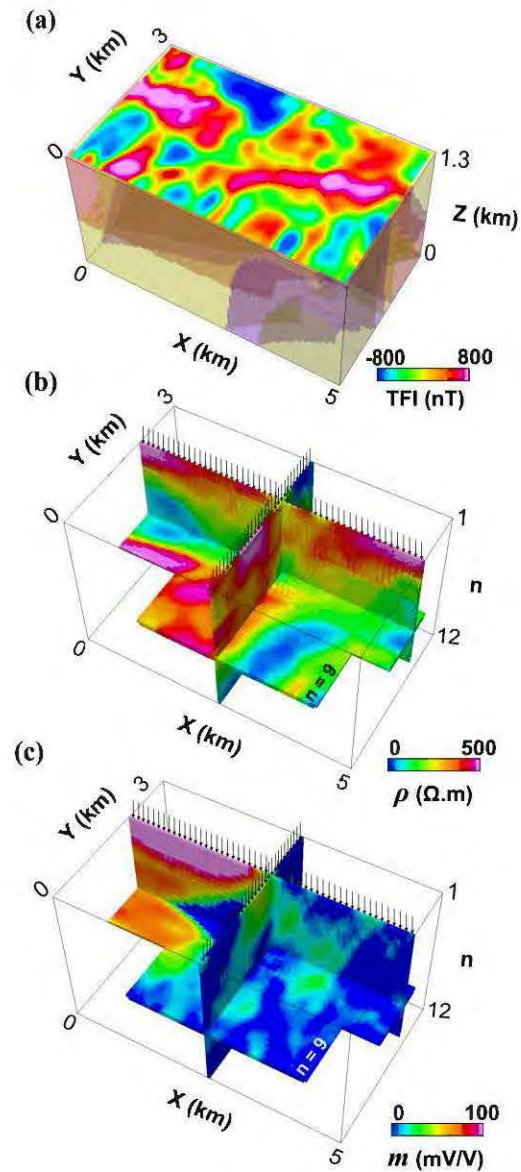 (a)
3
Y (km)
0
1.3
Z (km)
0
0
X (km)
5
-800 800
TFI (nT)
(b)
3
Y (km)
0
1
n
12
0
n = 9
X (km)
5
0 500
ρ (Ω.m)
(c)
3
Y (km)
0
1
n
12
0
n = 9
X (km)
5
0 100
m (mV/V)